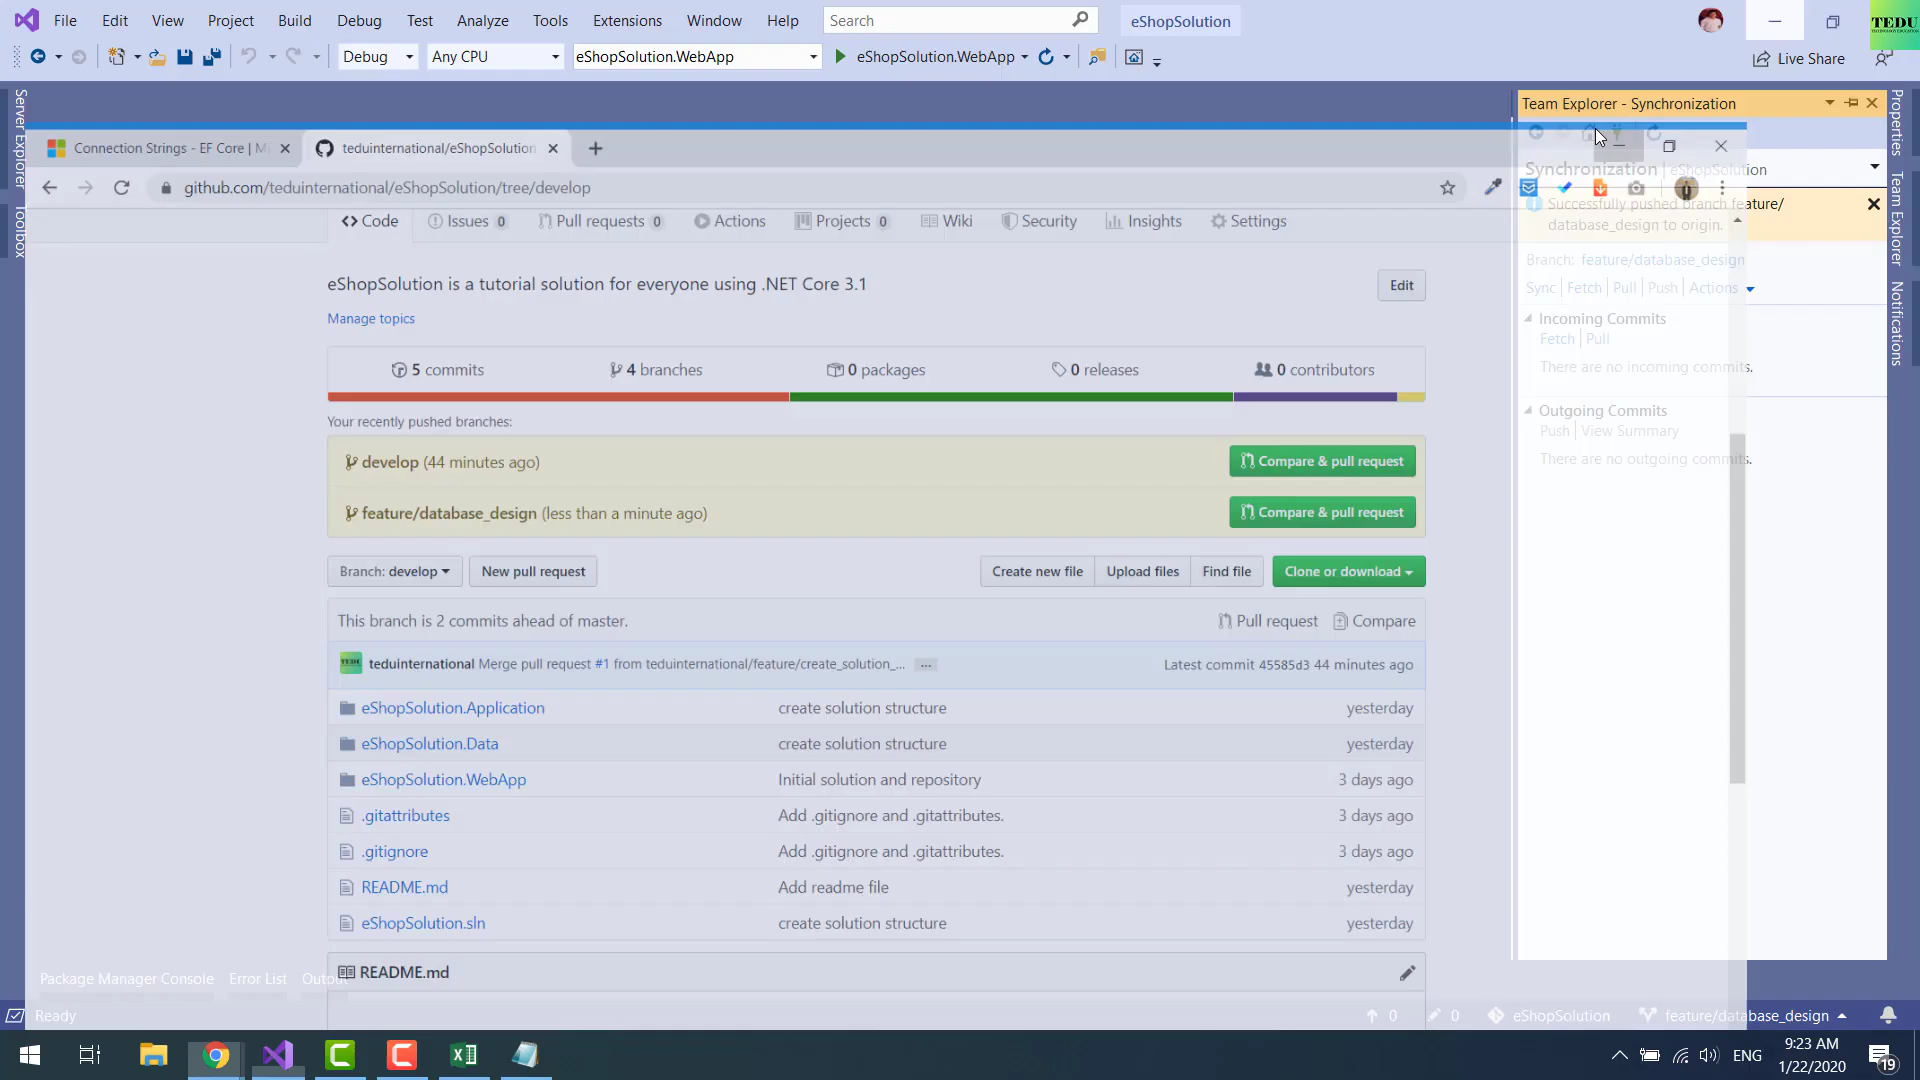 File Edit View Project Build Debug Test Analyze Tools Extensions Window Help Search eShopSolution
TEDU
Debug Any CPU eShopSolution.WebApp eShopSolution.WebApp Live Share
Server Explorer
Toolbox
Team Explorer - Synchronization
Properties
Team Explorer
Notifications
Connection Strings - EF Core | M
teduinternational/eShopSolution
github.com/teduinternational/eShopSolution/tree/develop
Synchronization | eShopSolution
Successfully pushed branch feature/
database_design to origin.
Branch: feature/database_design
Sync | Fetch | Pull | Push | Actions
Incoming Commits
Fetch | Pull
There are no incoming commits.
Outgoing Commits
Push | View Summary
There are no outgoing commits.
Code Issues 0 Pull requests 0 Actions Projects 0 Wiki Security Insights Settings
eShopSolution is a tutorial solution for everyone using .NET Core 3.1 Edit
Manage topics
5 commits 4 branches 0 packages 0 releases 0 contributors
Your recently pushed branches:
develop (44 minutes ago) Compare & pull request
feature/database_design (less than a minute ago) Compare & pull request
Branch: develop New pull request Create new file Upload files Find file Clone or download
This branch is 2 commits ahead of master. Pull request Compare
teduinternational Merge pull request #1 from teduinternational/feature/create_solution_... ... Latest commit 45585d3 44 minutes ago
eShopSolution.Application create solution structure yesterday
eShopSolution.Data create solution structure yesterday
eShopSolution.WebApp Initial solution and repository 3 days ago
.gitattributes Add .gitignore and .gitattributes. 3 days ago
.gitignore Add .gitignore and .gitattributes. 3 days ago
README.md Add readme file yesterday
eShopSolution.sln create solution structure yesterday
README.md
Package Manager Console Error List Output
Ready 0 0 eShopSolution feature/database_design
ENG 9:23 AM
1/22/2020
19